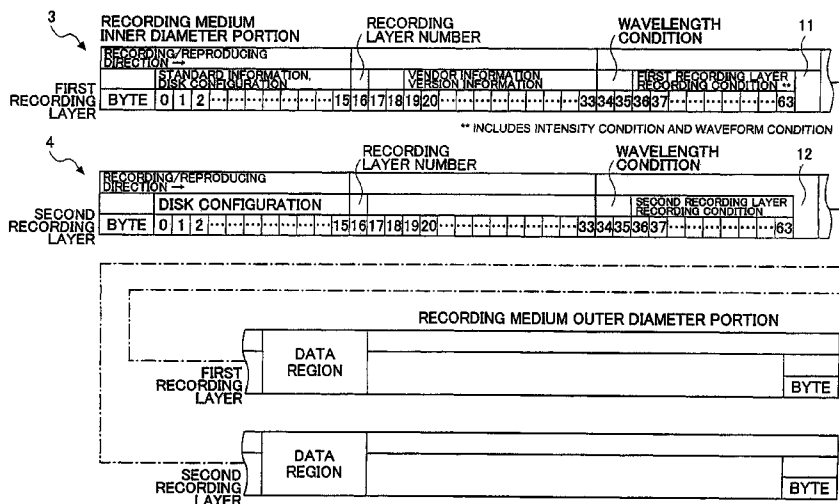 3
RECORDING MEDIUM
INNER DIAMETER PORTION
RECORDING
LAYER NUMBER
WAVELENGTH
CONDITION
11
RECORDING/REPRODUCING
DIRECTION →
STANDARD INFORMATION,
DISK CONFIGURATION
VENDOR INFORMATION,
VERSION INFORMATION
FIRST RECORDING LAYER
RECORDING CONDITION **
FIRST
RECORDING
LAYER
BYTE 0 1 2 ............... 15 16 17 18 19 20 ............... 33 34 35 36 37 ............... 63
** INCLUDES INTENSITY CONDITION AND WAVEFORM CONDITION
4
RECORDING
LAYER NUMBER
WAVELENGTH
CONDITION
12
RECORDING/REPRODUCING
DIRECTION →
DISK CONFIGURATION
SECOND RECORDING LAYER
RECORDING CONDITION
SECOND
RECORDING
LAYER
BYTE 0 1 2 ............... 15 16 17 18 19 20 ............... 33 34 35 36 37 ............... 63
RECORDING MEDIUM OUTER DIAMETER PORTION
DATA
REGION
FIRST
RECORDING
LAYER
BYTE
DATA
REGION
SECOND
RECORDING
LAYER
BYTE